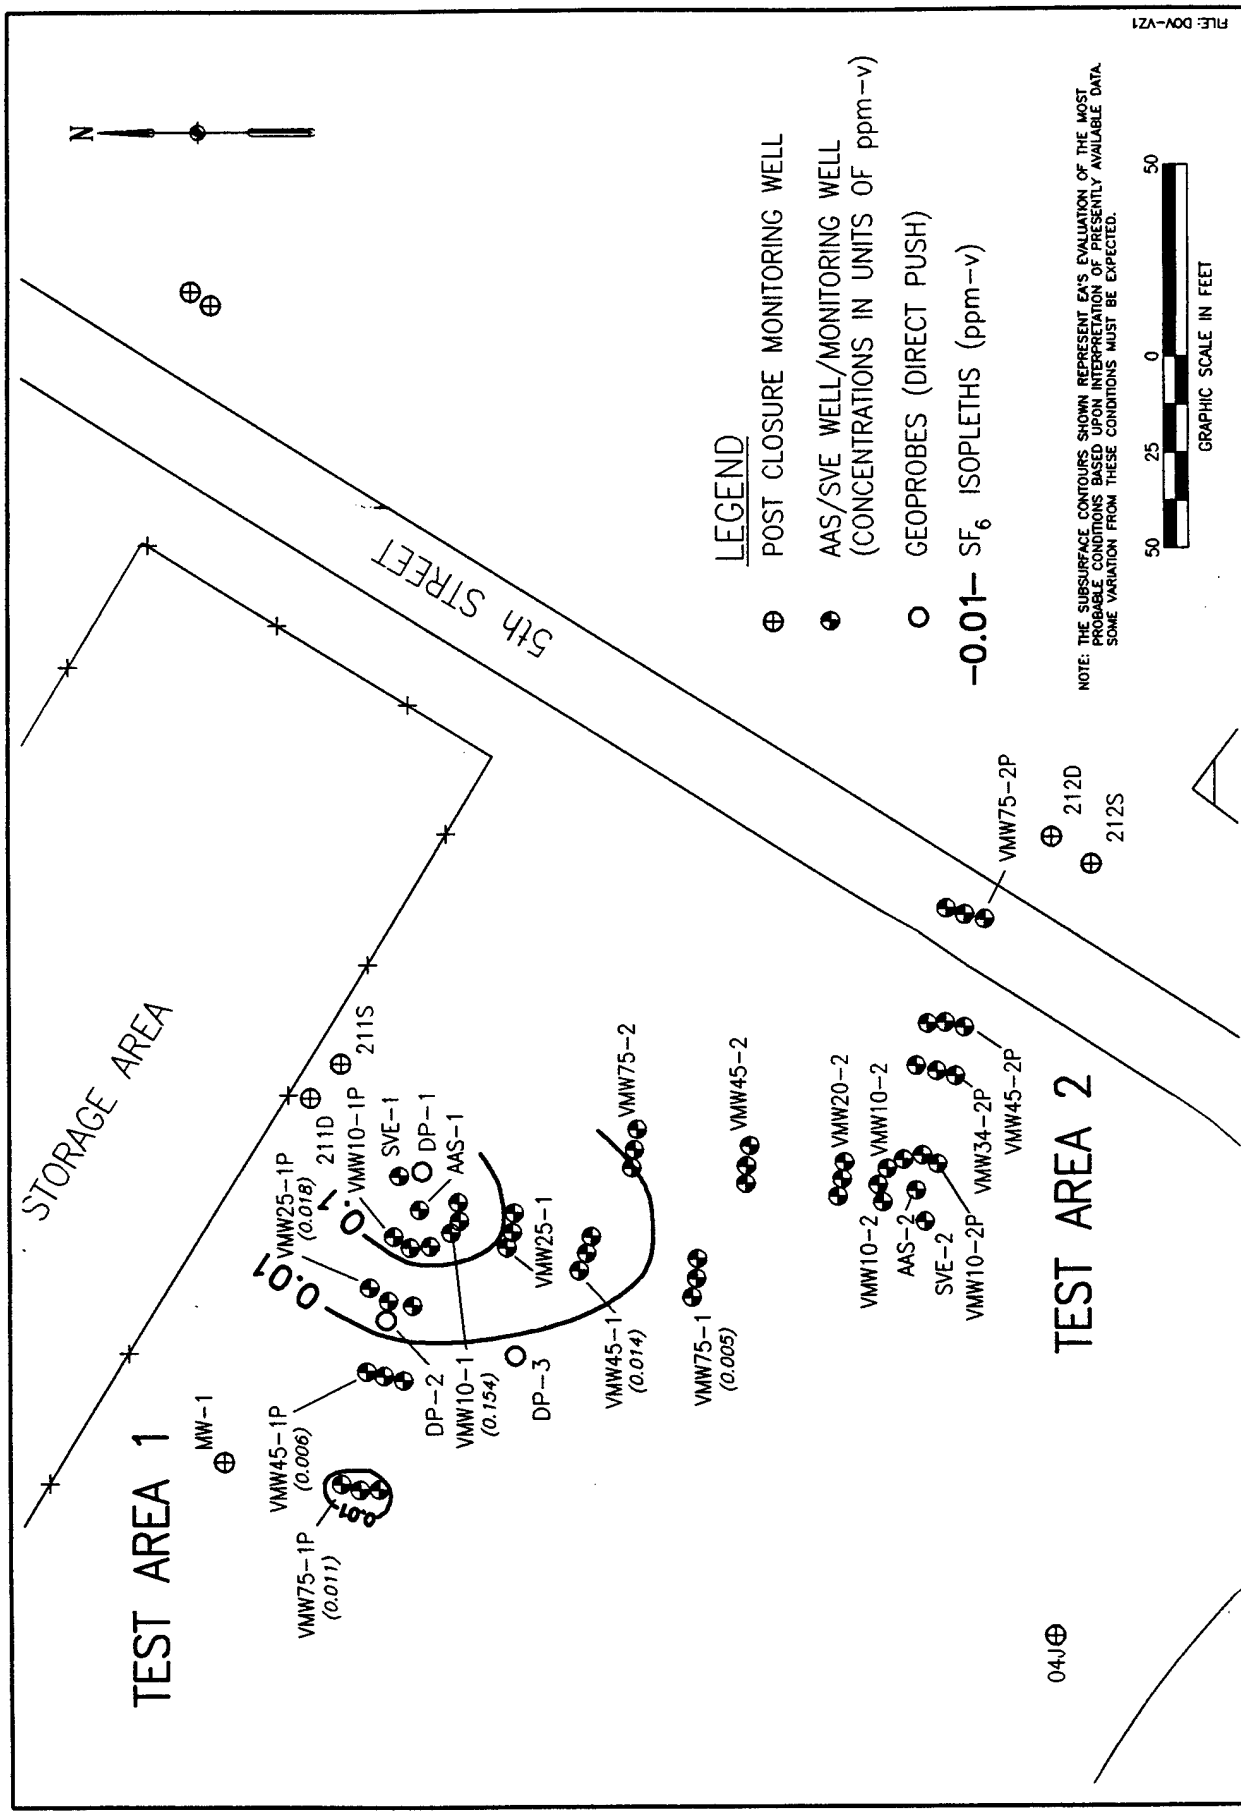 FILE: DOV-VZ1
N
STORAGE AREA
5th STREET
TEST AREA 1
MW-1
211D
211S
VMW25-1P
(0.018)
VMW10-1P
SVE-1
DP-1
AAS-1
0.1
0.01
VMW45-1P
(0.006)
VMW75-1P
(0.011)
-0.01-
DP-2
VMW10-1
(0.154)
DP-3
VMW25-1
VMW45-1
(0.014)
VMW75-1
(0.005)
VMW75-2
VMW45-2
VMW20-2
VMW10-2
VMW10-2
AAS-2
SVE-2
VMW10-2P
VMW34-2P
VMW45-2P
VMW75-2P
212D
212S
TEST AREA 2
04J
LEGEND
POST CLOSURE MONITORING WELL
AAS/SVE WELL/MONITORING WELL
(CONCENTRATIONS IN UNITS OF ppm-v)
GEOPROBES (DIRECT PUSH)
-0.01- SF6 ISOPLETHS (ppm-v)
NOTE: THE SUBSURFACE CONTOURS SHOWN REPRESENT EA'S EVALUATION OF THE MOST
PROBABLE CONDITIONS BASED UPON INTERPRETATION OF PRESENTLY AVAILABLE DATA.
SOME VARIATION FROM THESE CONDITIONS MUST BE EXPECTED.
50 25 0 50
GRAPHIC SCALE IN FEET